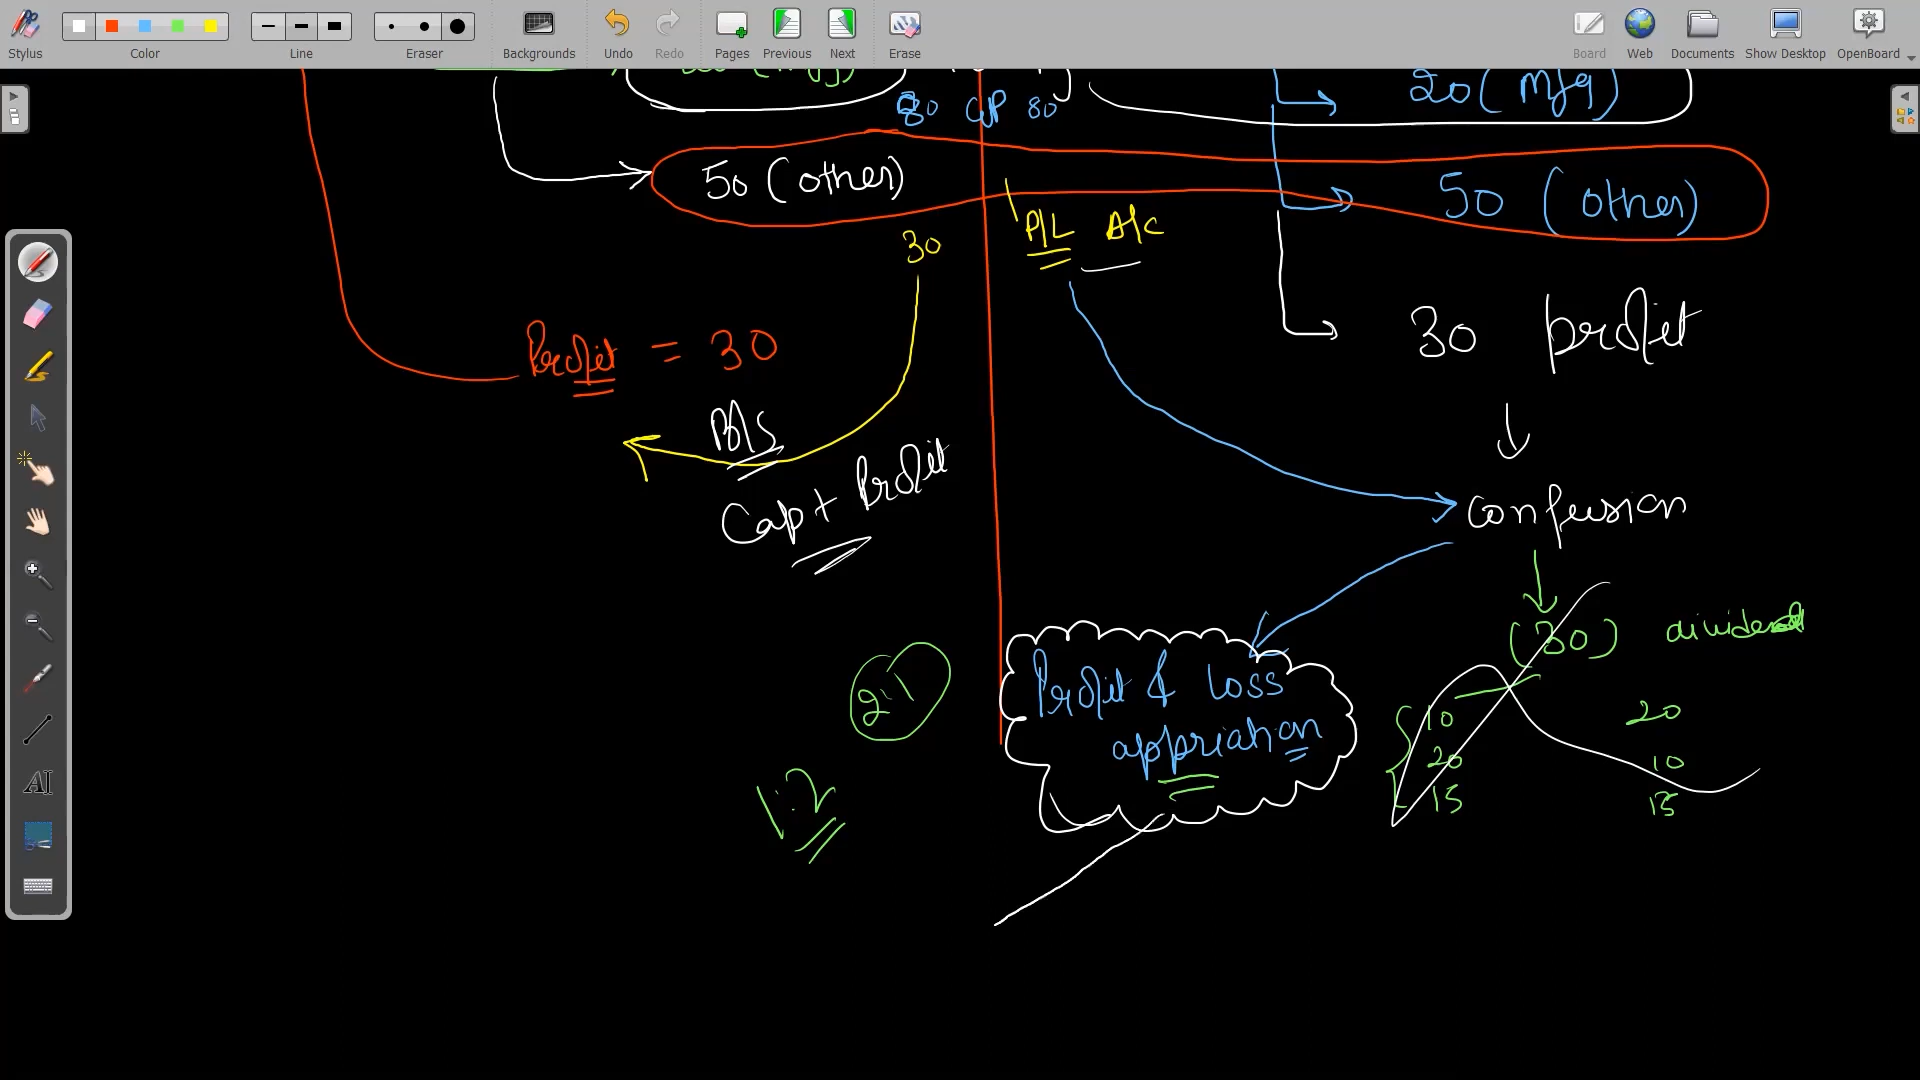 Stylus
Color
Line
Eraser
Backgrounds
Undo
Redo
Pages
Previous
Next
Erase
Board
Web
Documents
Show Desktop
OpenBoard
20 (mfg)
80 GP 80
50 (other)
50 (other)
30
P/L A/c
Profit = 30
30 profit
B/S
Cap + Profit
confusion
(30) dividend
2:1
Profit & loss
appriation
10 20
20 10
15 15
1:2